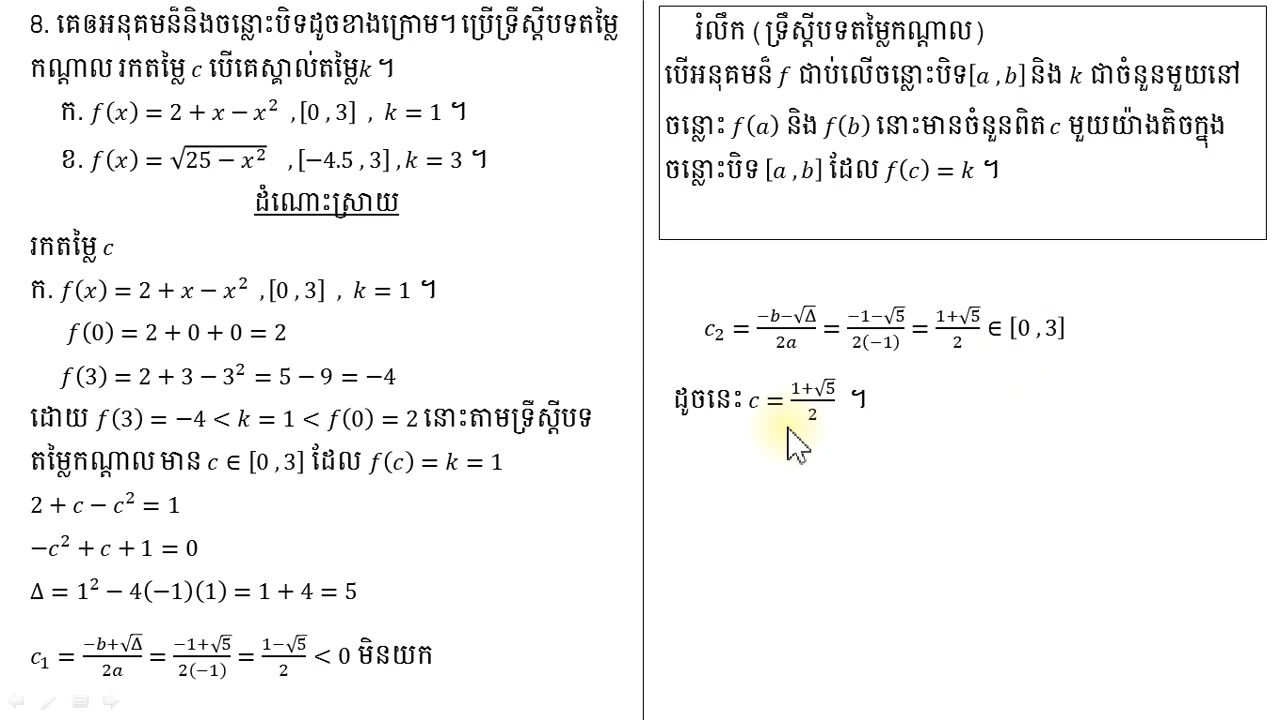 8. គេឲអនុគមន៏និងចន្លោះបិទដូចខាងក្រោម។ ប្រើទ្រឹស្តីបទតម្លៃ
កណ្តាល រកតម្លៃ c បើគេស្គាល់តម្លៃk ។
ក. f(x) = 2 + x − x² , [0 , 3] , k = 1 ។
ខ. f(x) = √(25 − x²) , [−4.5 , 3] , k = 3 ។
ដំណោះស្រាយ
រកតម្លៃ c
ក. f(x) = 2 + x − x² , [0 , 3] , k = 1 ។
f(0) = 2 + 0 + 0 = 2
f(3) = 2 + 3 − 3² = 5 − 9 = −4
ដោយ f(3) = −4 < k = 1 < f(0) = 2 នោះតាមទ្រឹស្តីបទ
តម្លៃកណ្តាល មាន c ∈ [0 , 3] ដែល f(c) = k = 1
2 + c − c² = 1
−c² + c + 1 = 0
Δ = 1² − 4(−1)(1) = 1 + 4 = 5
c₁ = (−b+√Δ)/2a = (−1+√5)/2(−1) = (1−√5)/2 < 0 មិនយក
រំលឹក ( ទ្រឹស្តីបទតម្លៃកណ្តាល )
បើអនុគមន៏ f ជាប់លើចន្លោះបិទ[a , b] និង k ជាចំនួនមួយនៅ
ចន្លោះ f(a) និង f(b) នោះមានចំនួនពិត c មួយយ៉ាងតិចក្នុង
ចន្លោះបិទ [a , b] ដែល f(c) = k ។
c₂ = (−b−√Δ)/2a = (−1−√5)/2(−1) = (1+√5)/2 ∈ [0 , 3]
ដូចនេះ c = (1+√5)/2 ។